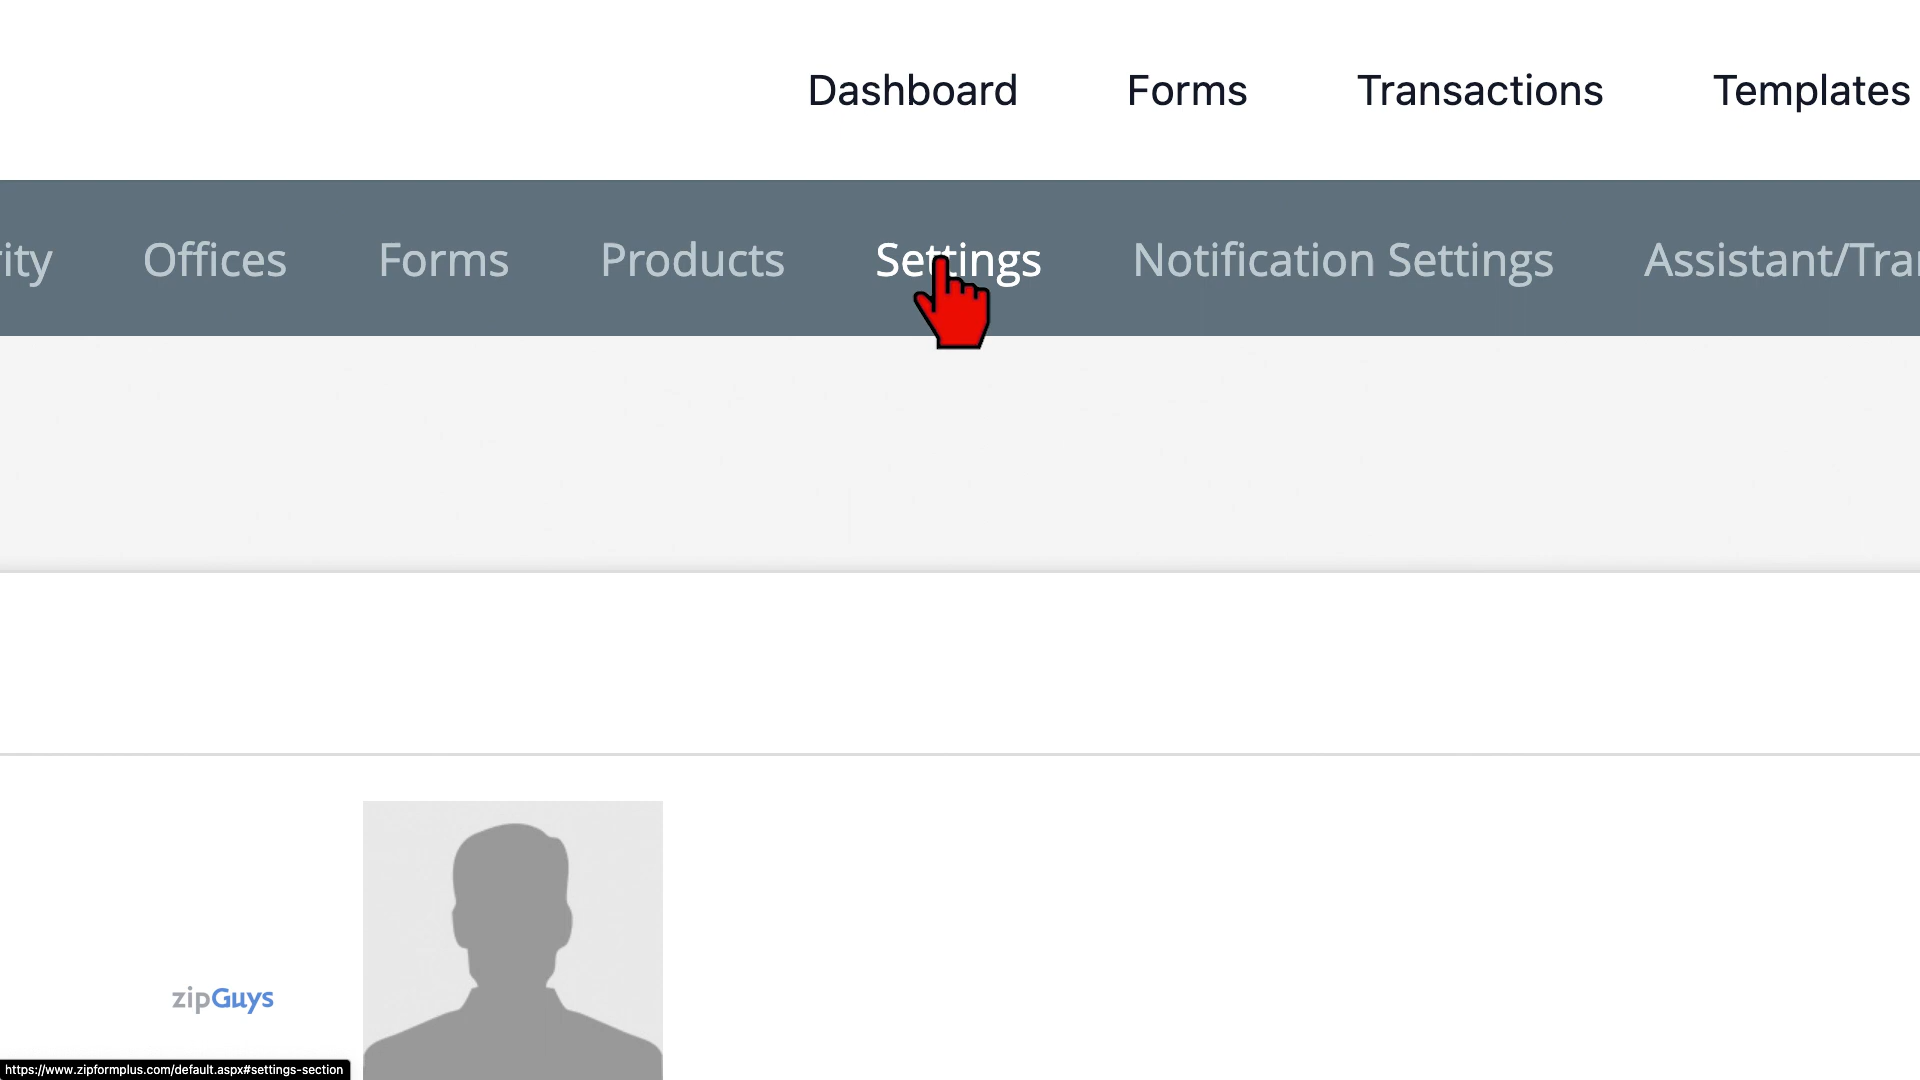 Dashboard Forms Transactions Templates
ity Offices Forms Products Settings Notification Settings Assistant/Tra
zipGuys
https://www.zipformplus.com/default.aspx#settings-section